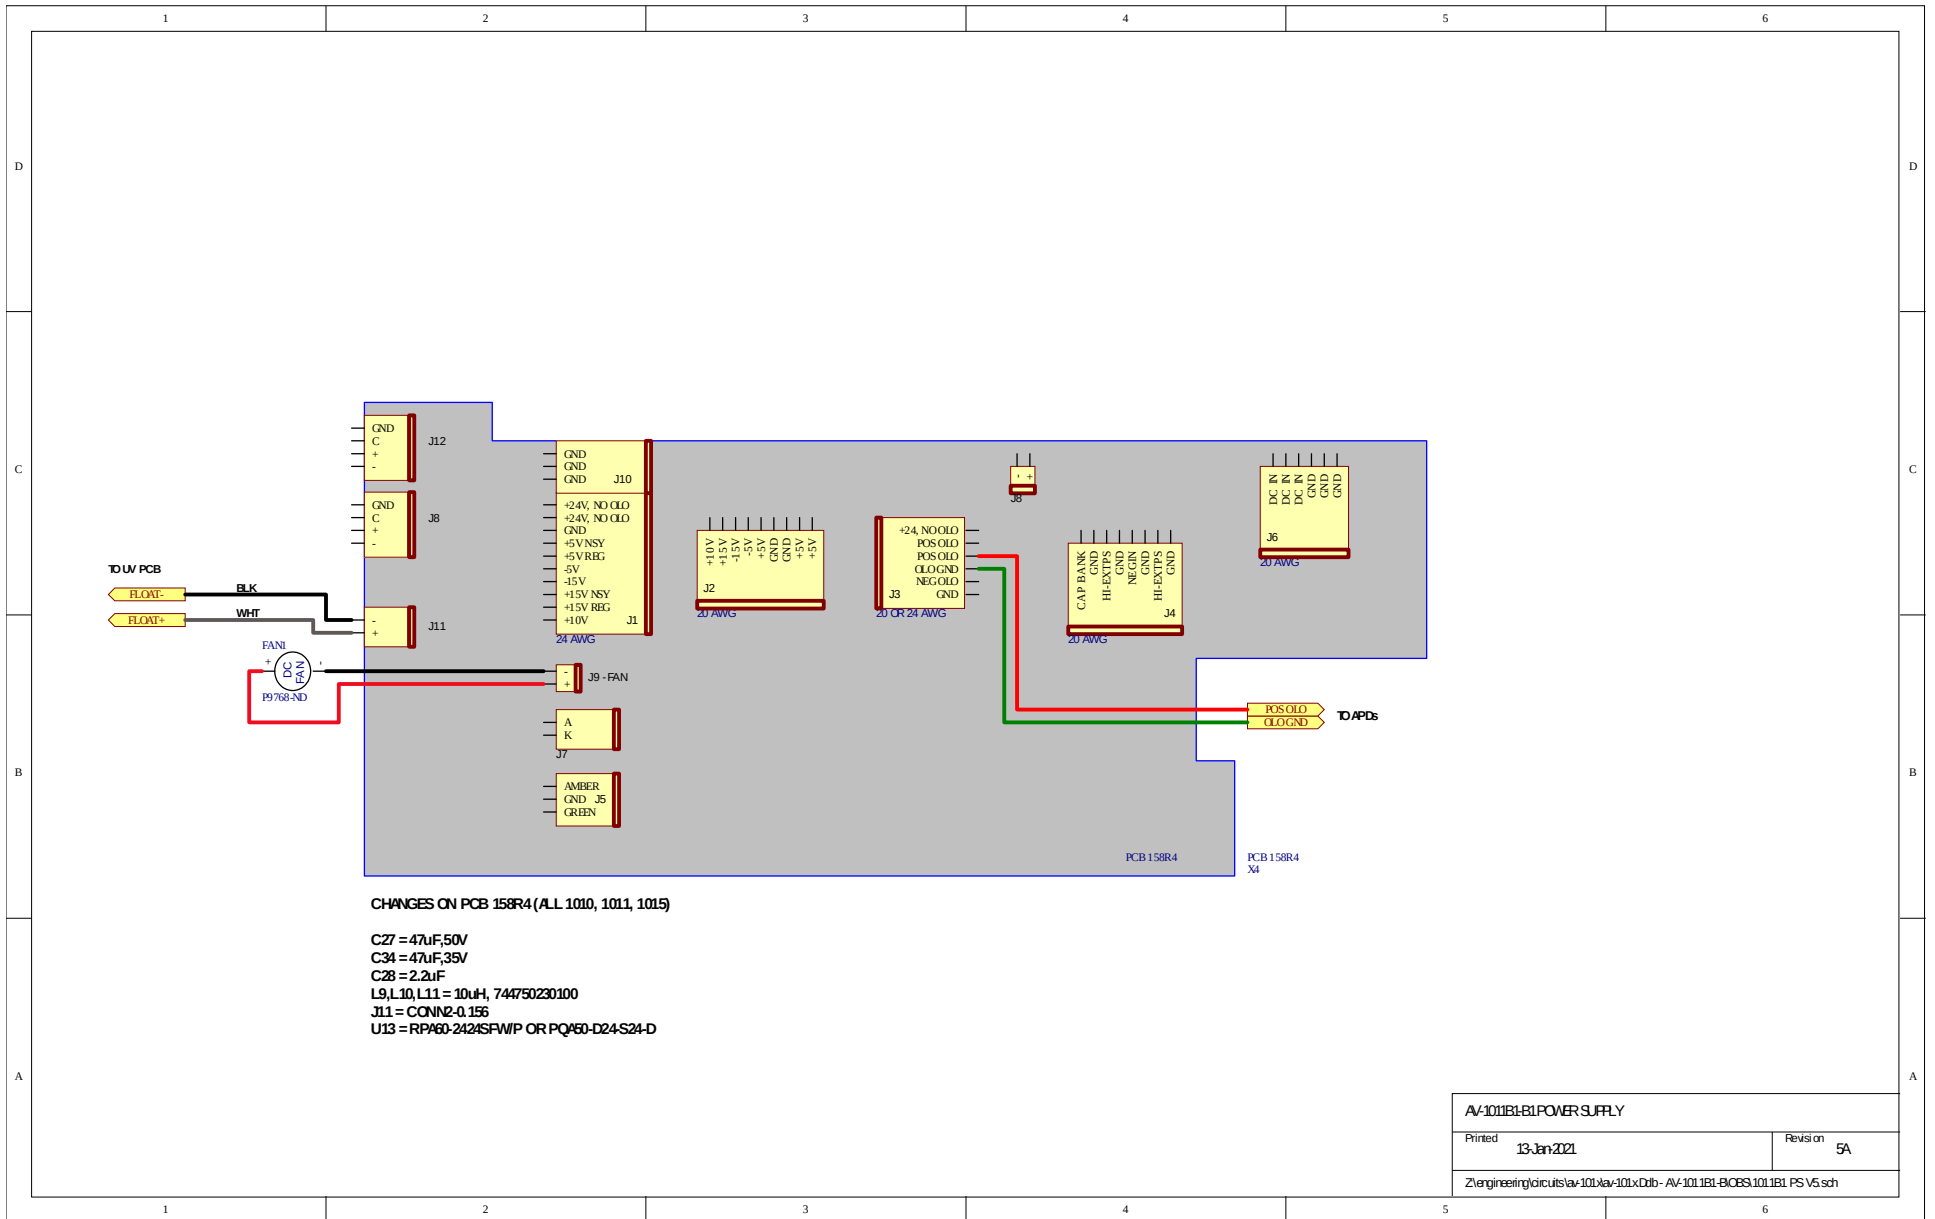 1 2 3 4 5 6
D D
C C
B B
A A
GND
C
+
-
J12
GND
C
+
-
J8
TO UV PCB
FLOAT-
BLK
FLOAT+
WHT
-
+
J11
FAN1
+
-
DC FAN
P9768-ND
GND
GND
GND
J10
+24V, NO OLO
+24V, NO OLO
GND
+5V NSY
+5V REG
-5V
-15V
+15V NSY
+15V REG
+10V
J1
24 AWG
-
+
J9 - FAN
A
K
J7
AMBER
GND
GREEN
J5
+10V
+15V
-15V
-5V
+5V
GND
GND
+5V
+5V
J2
20 AWG
+24, NO OLO
POS OLO
POS OLO
OLO GND
NEG OLO
GND
J3
20 OR 24 AWG
-
+
J8
CAP BANK
GND
HI-EXTPS
GND
NEG IN
GND
HI-EXTPS
GND
J4
20 AWG
DC IN
DC IN
DC IN
GND
GND
GND
J6
20 AWG
POS OLO
OLO GND
TO APDs
PCB 158R4
PCB 158R4
X4
CHANGES ON PCB 158R4 (ALL 1010, 1011, 1015)
C27 = 47uF,50V
C34 = 47uF,35V
C28 = 2.2uF
L9,L10,L11 = 10uH, 744750230100
J11 = CONN2-0.156
U13 = RPA60-2424SFW/P OR PQA50-D24-S24-D
AV-1011B1-B1 POWER SUPPLY
Printed 13-Jan-2021
Revision 5A
Z:\engineering\circuits\av-101x\av-101x.Ddb - AV-1011B1-B\OBS\1011B1 PS V5.sch
1 2 3 4 5 6